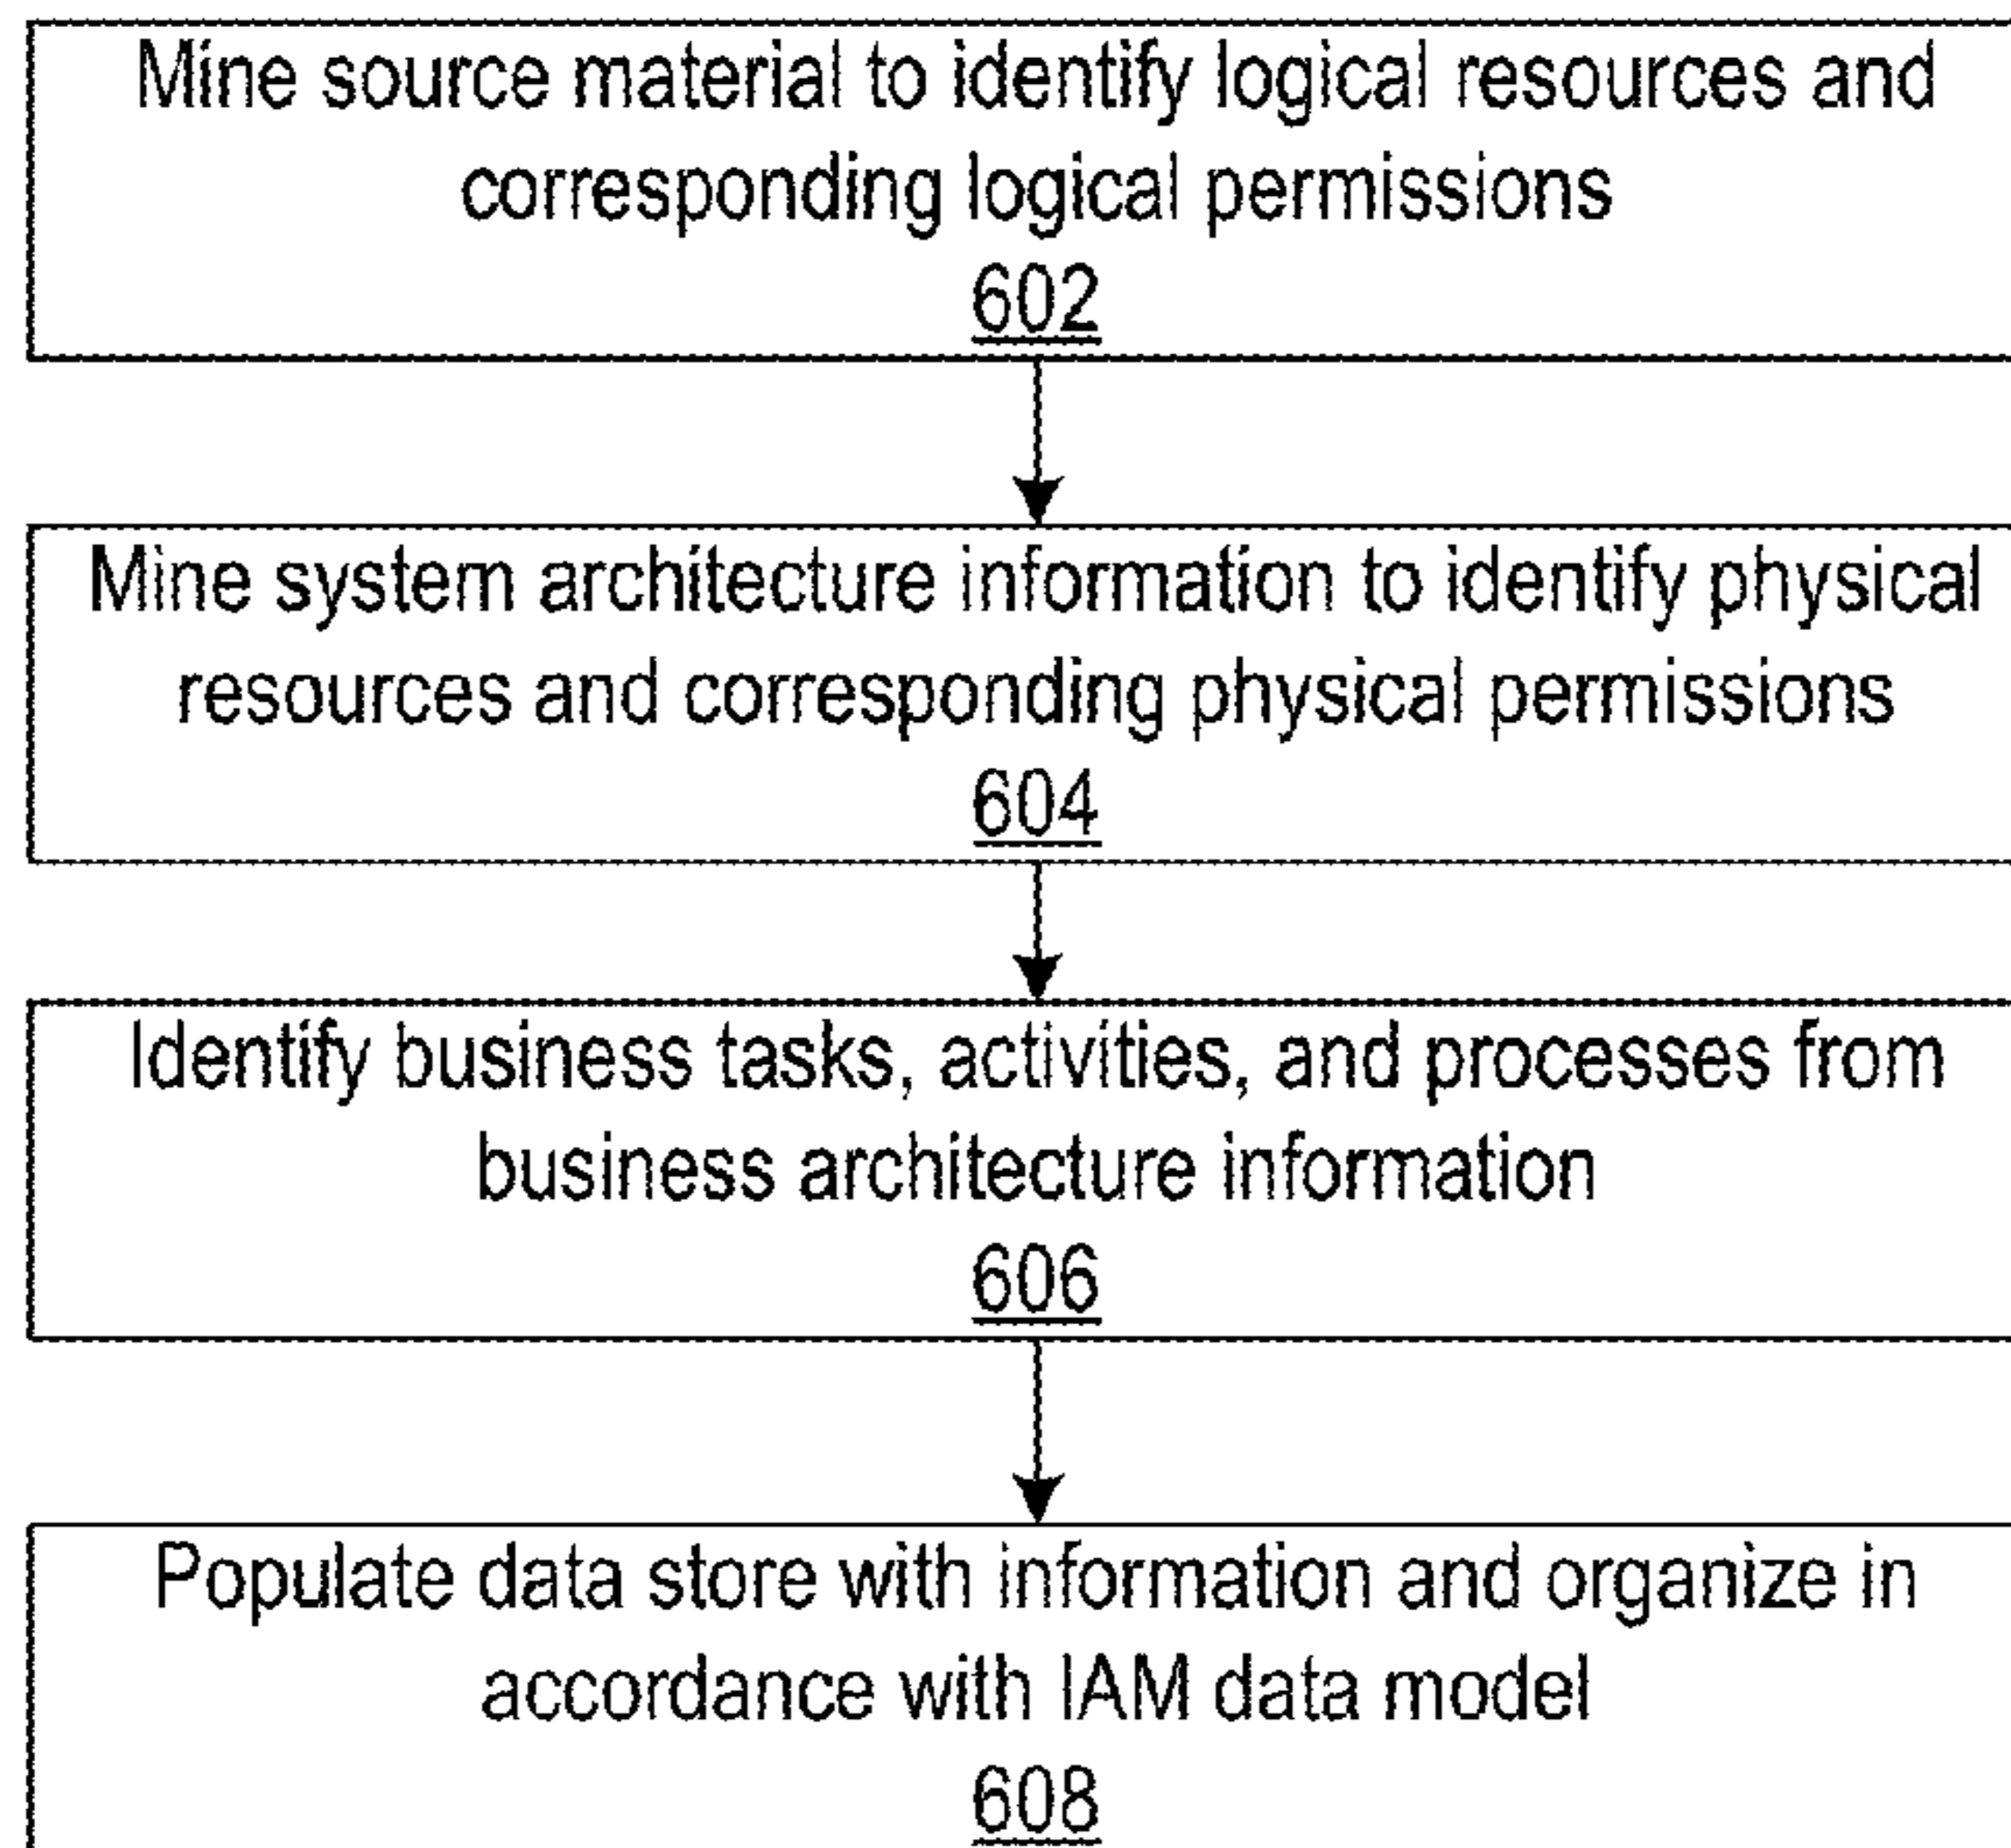 Mine source material to identify logical resources and
corresponding logical permissions
602
Mine system architecture information to identify physical
resources and corresponding physical permissions
604
Identify business tasks, activities, and processes from
business architecture information
606
Populate data store with information and organize in
accordance with IAM data model
608